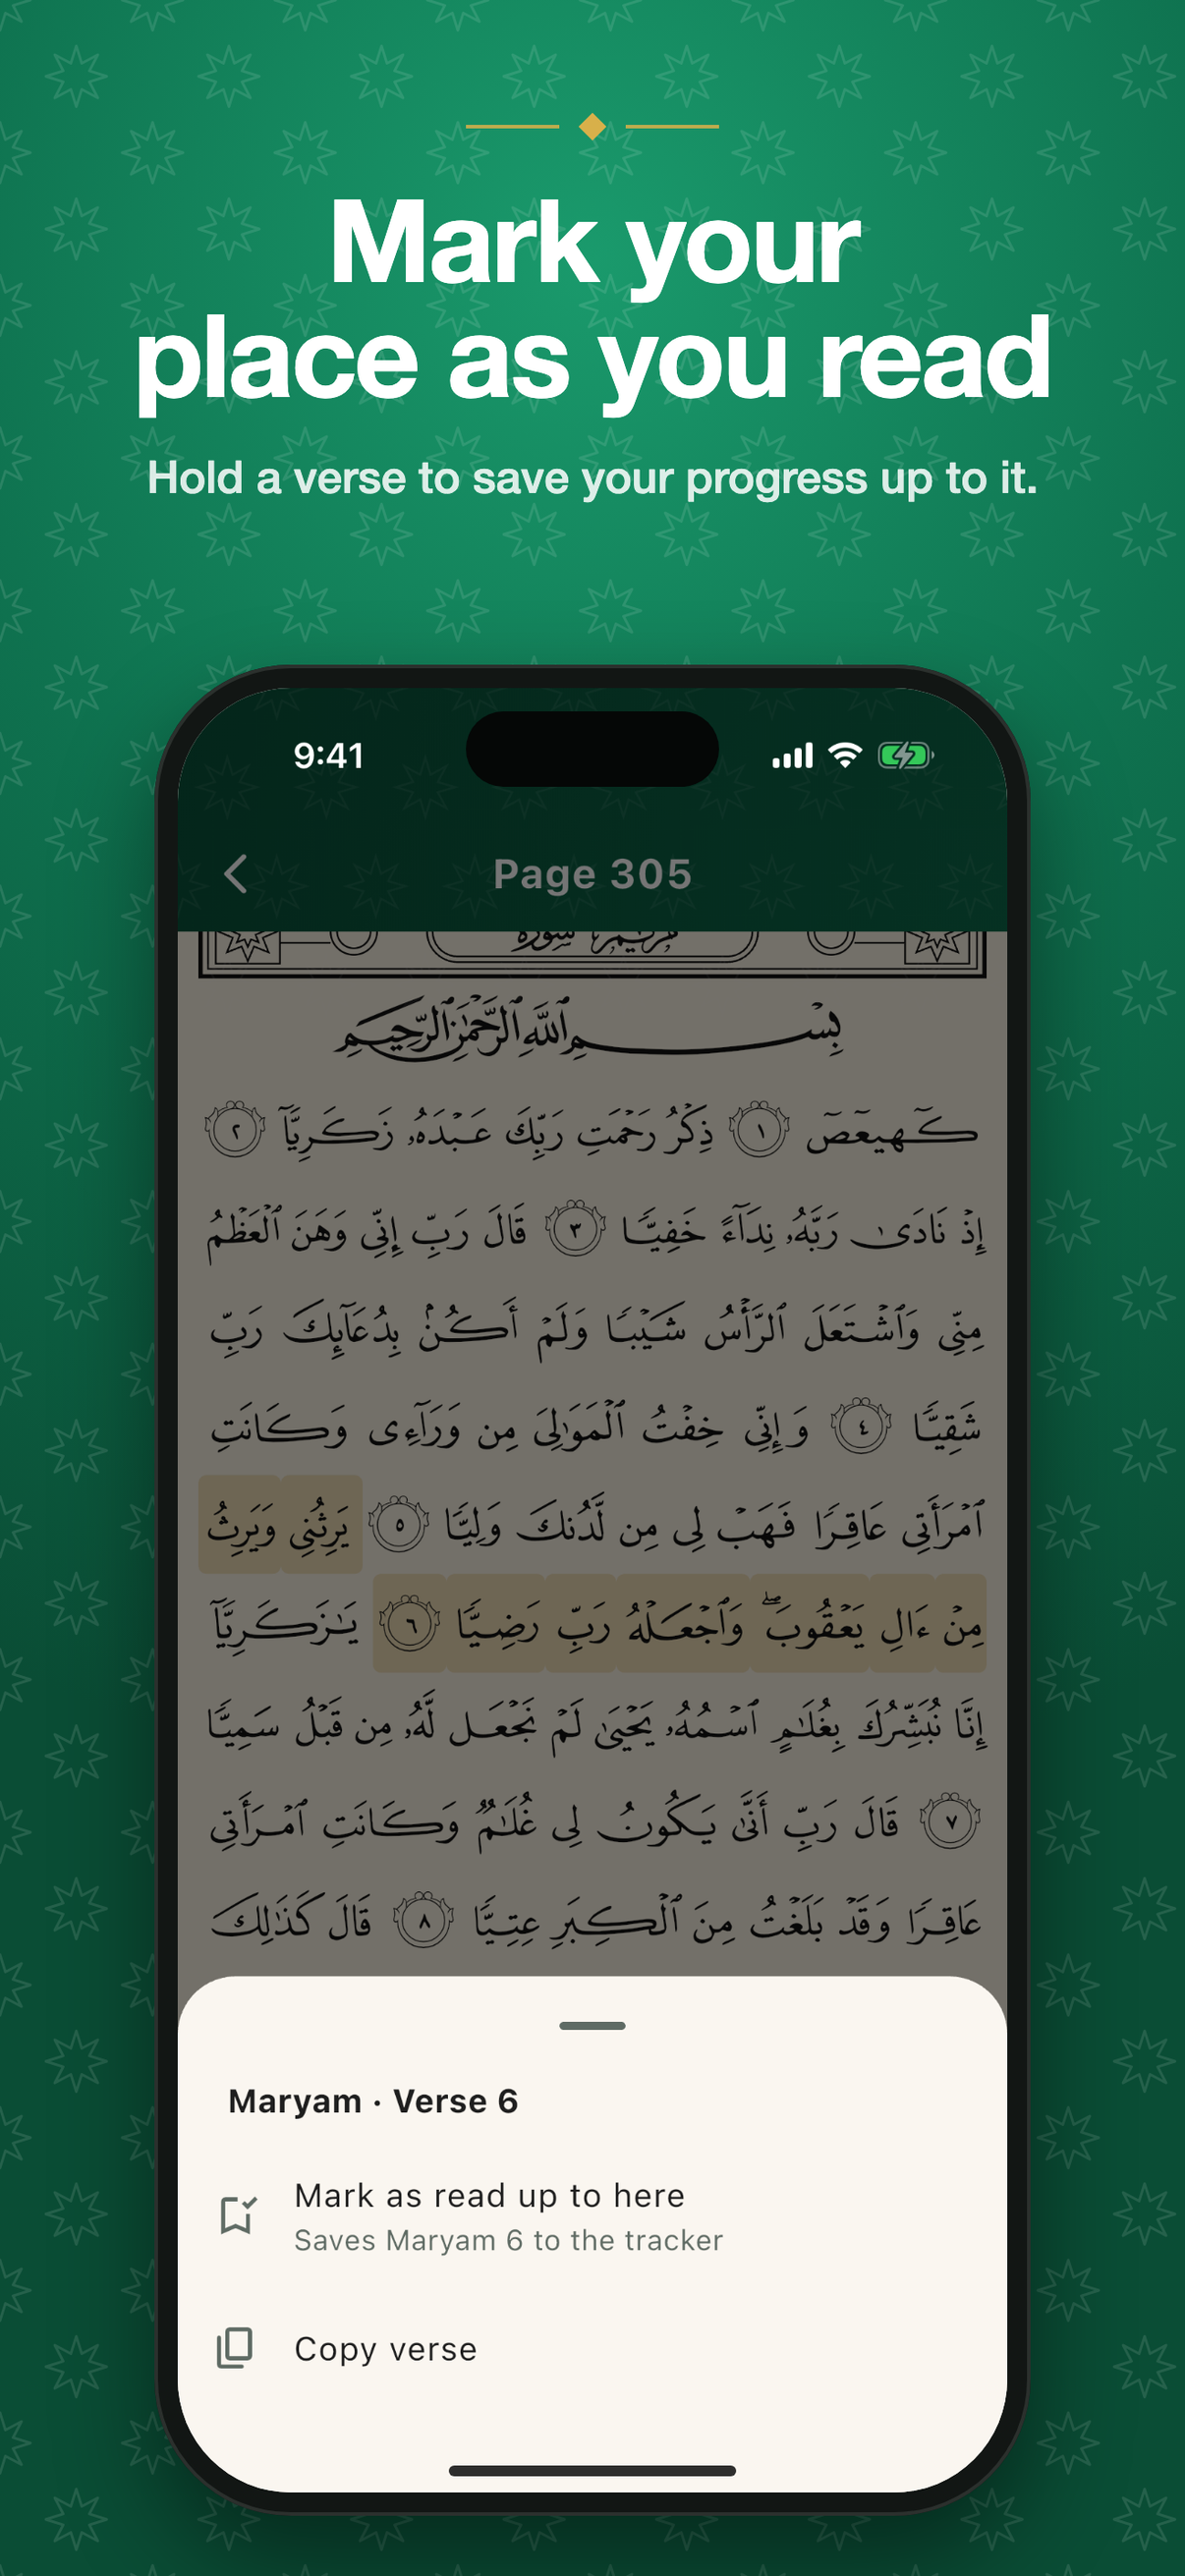 Mark your
place as you read
Hold a verse to save your progress up to it.
9:41
Page 305
سورة مريم
بِسْمِ ٱللَّهِ ٱلرَّحْمَٰنِ ٱلرَّحِيمِ
كٓهيعٓصٓ ١ ذِكْرُ رَحْمَتِ رَبِّكَ عَبْدَهُۥ زَكَرِيَّآ ٢
إِذْ نَادَىٰ رَبَّهُۥ نِدَآءً خَفِيًّا ٣ قَالَ رَبِّ إِنِّى وَهَنَ ٱلْعَظْمُ
مِنِّى وَٱشْتَعَلَ ٱلرَّأْسُ شَيْبًا وَلَمْ أَكُنۢ بِدُعَآئِكَ رَبِّ
شَقِيًّا ٤ وَإِنِّى خِفْتُ ٱلْمَوَٰلِىَ مِن وَرَآءِى وَكَانَتِ
ٱمْرَأَتِى عَاقِرًا فَهَبْ لِى مِن لَّدُنكَ وَلِيًّا ٥ يَرِثُنِى وَيَرِثُ
مِنْ ءَالِ يَعْقُوبَ ۖ وَٱجْعَلْهُ رَبِّ رَضِيًّا ٦ يَٰزَكَرِيَّآ
إِنَّا نُبَشِّرُكَ بِغُلَٰمٍ ٱسْمُهُۥ يَحْيَىٰ لَمْ نَجْعَل لَّهُۥ مِن قَبْلُ سَمِيًّا
٧ قَالَ رَبِّ أَنَّىٰ يَكُونُ لِى غُلَٰمٌ وَكَانَتِ ٱمْرَأَتِى
عَاقِرًا وَقَدْ بَلَغْتُ مِنَ ٱلْكِبَرِ عِتِيًّا ٨ قَالَ كَذَٰلِكَ
Maryam · Verse 6
Mark as read up to here
Saves Maryam 6 to the tracker
Copy verse